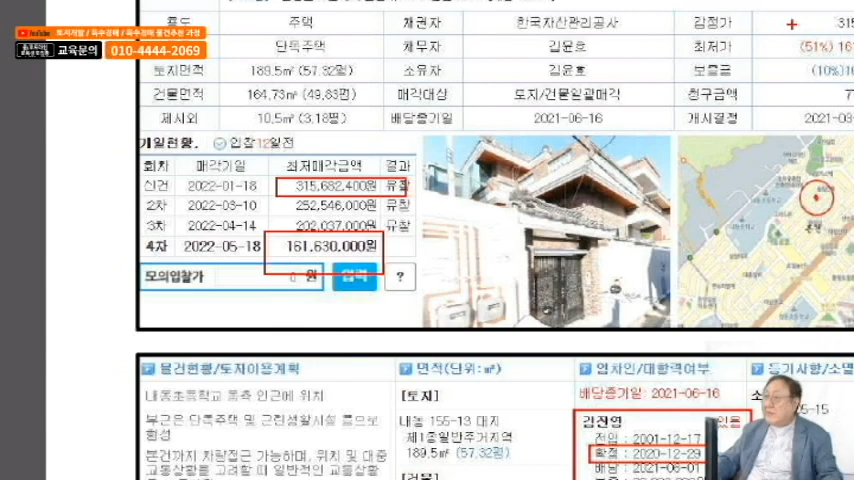 YouTube 토지개발 / 특수경매 / 특수경매 물건추천 과정
교육문의 010-4444-2069
용도 주택 채권자 한국자산관리공사 감정가 315
단독주택 채무자 김윤호 최저가 (51%) 16
토지면적 189.5㎡ (57.32평) 소유자 김윤호 보증금 (10%)16
건물면적 164.73㎡ (49.83평) 매각대상 토지/건물일괄매각 청구금액 7
제시외 10.5㎡ (3.18평) 배당종기일 2021-06-16 개시결정 2021-03
기일현황. 입찰12일전
회차 매각기일 최저매각금액 결과
신건 2022-01-18 315,682,400원 유찰
2차 2022-03-10 252,546,000원 유찰
3차 2022-04-14 202,037,000원 유찰
4차 2022-05-18 161,630,000원
모의입찰가 0 원 입력 ?
물건현황/토지이용계획 면적(단위:㎡) 임차인/대항력여부 등기사항/소멸
배당종기일: 2021-06-16
내동초등학교 동측 인근에 위치 [토지]
김진영 있음
부근은 단독주택 및 근린생활시설 등으로 형성
내동 155-13 대지
제1종일반주거지역
189.5㎡ (57.32평)
전입 : 2001-12-17
확정 : 2020-12-29
배당 : 2021-06-01
본건까지 차량접근 가능하며, 위치 및 대중교통상황을 고려할 때 일반적인 교통상황
[건물]